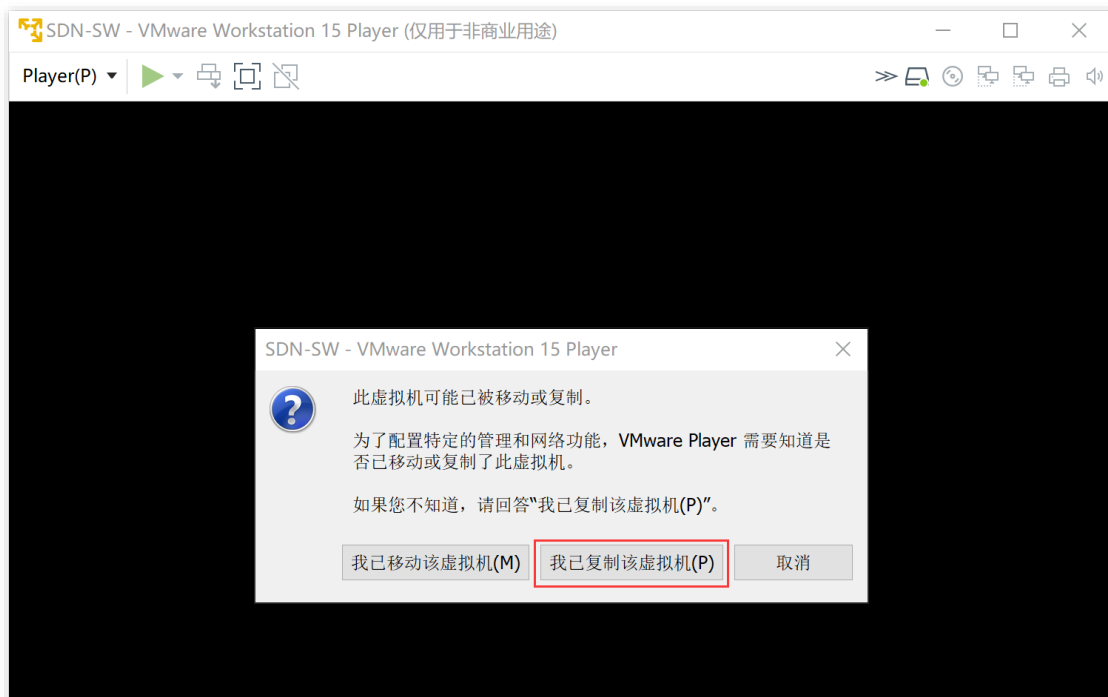 SDN-SW - VMware Workstation 15 Player (仅用于非商业用途)
Player(P)
SDN-SW - VMware Workstation 15 Player
此虚拟机可能已被移动或复制。
为了配置特定的管理和网络功能，VMware Player 需要知道是
否已移动或复制了此虚拟机。
如果您不知道，请回答“我已复制该虚拟机(P)”。
我已移动该虚拟机(M) 我已复制该虚拟机(P) 取消